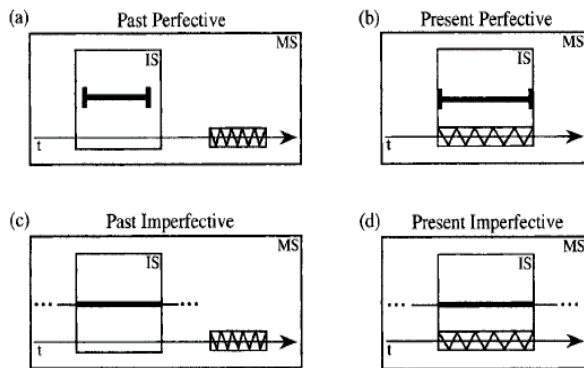 (a) Past Perfective
MS
IS
t
(b) Present Perfective
MS
IS
t
(c) Past Imperfective
MS
IS
... ...
t
(d) Present Imperfective
MS
IS
... ...
t